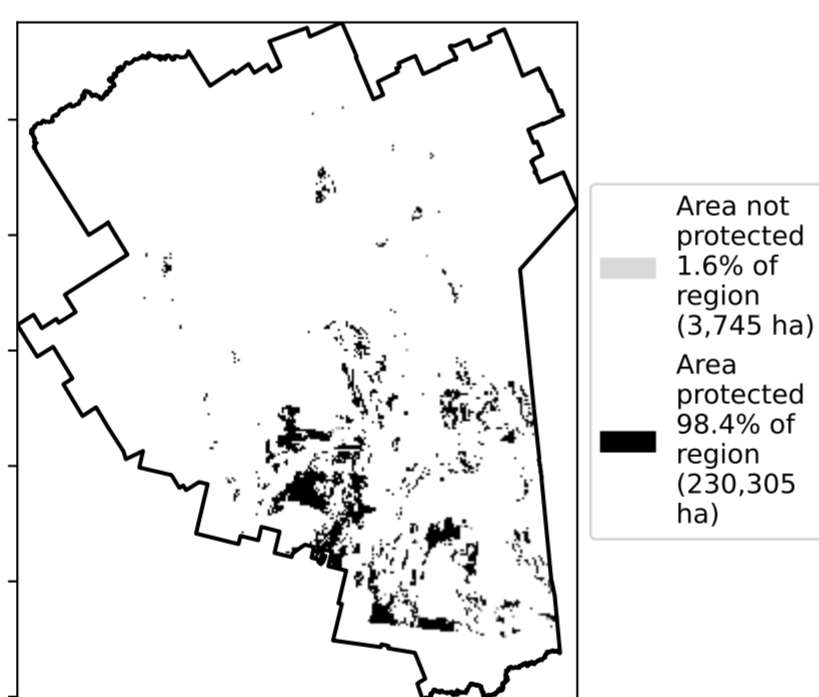 Area not
protected
1.6% of
region
(3,745 ha)
Area
protected
98.4% of
region
(230,305
ha)